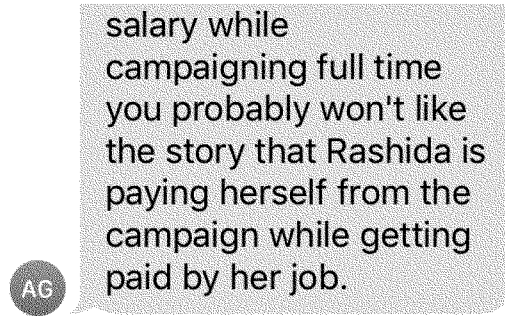 salary while
campaigning full time
you probably won't like
the story that Rashida is
paying herself from the
campaign while getting
paid by her job.
AG